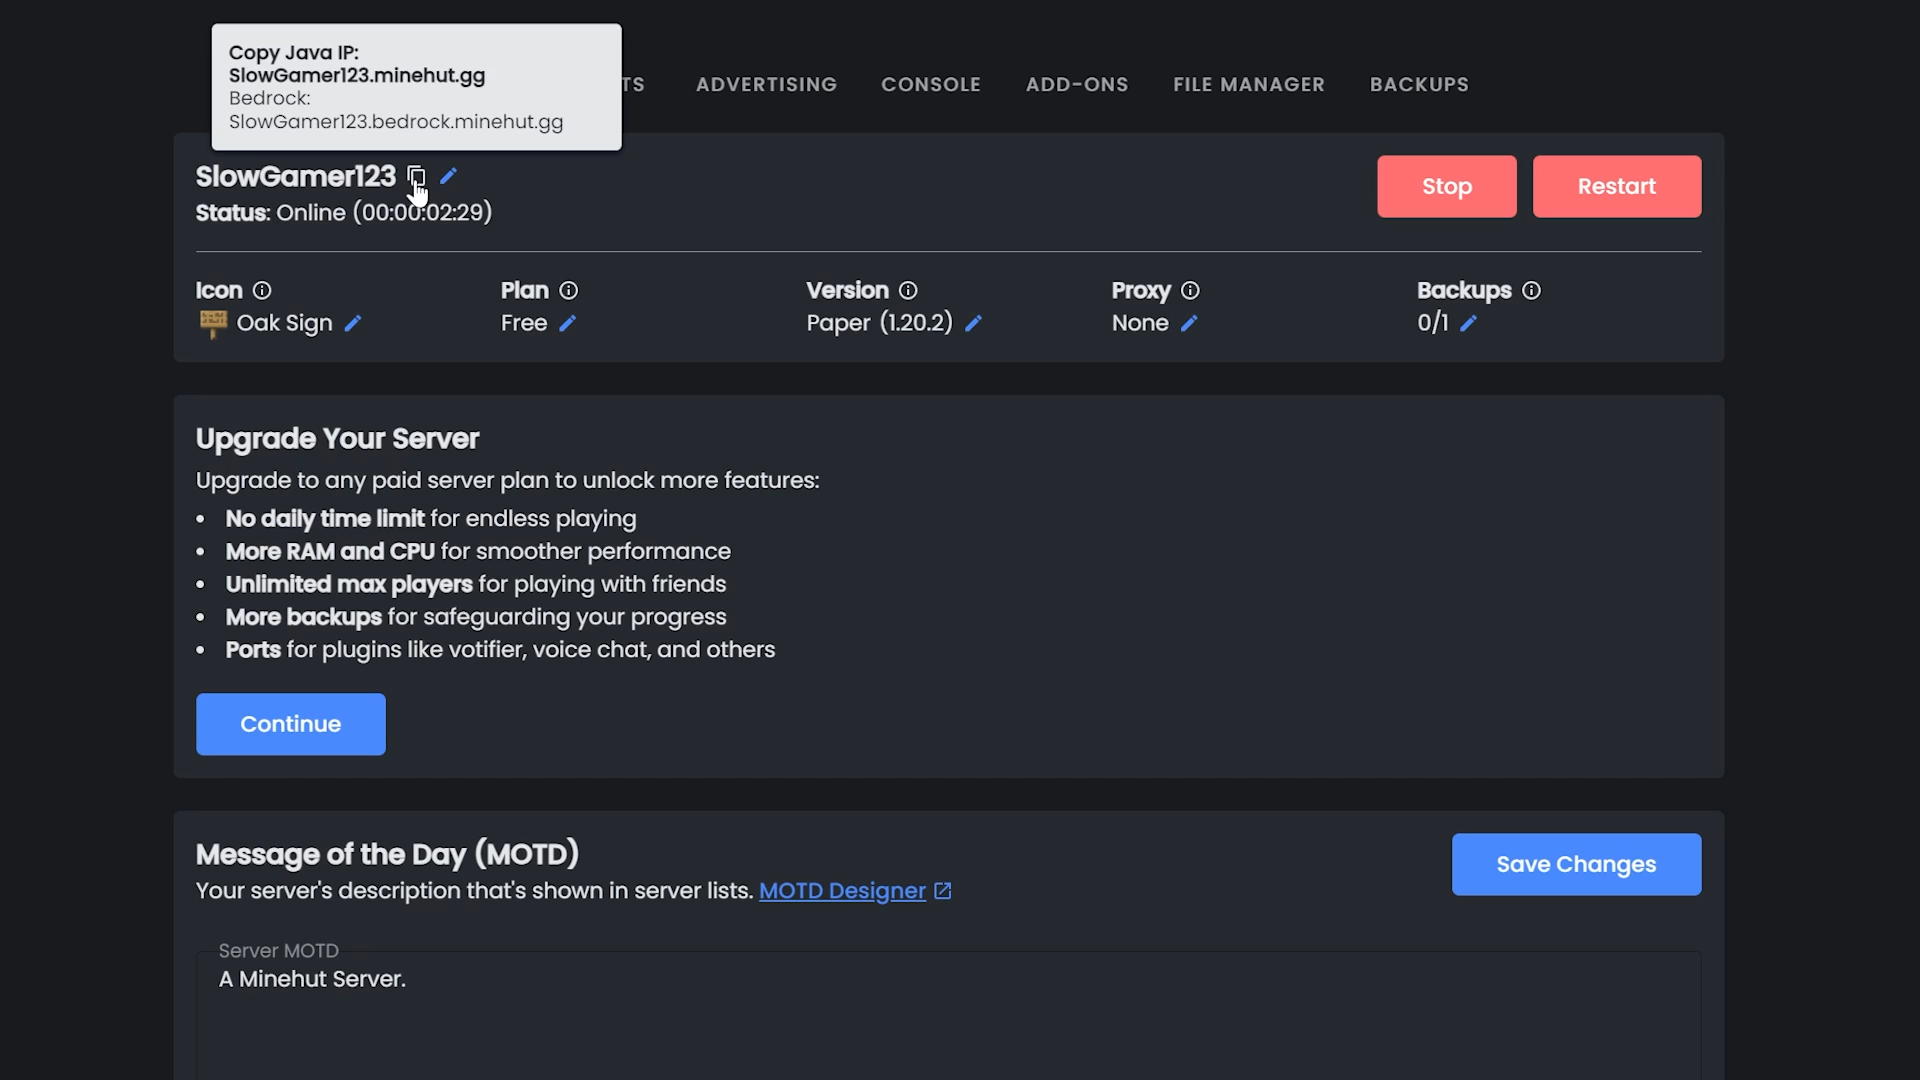 Copy Java IP:
SlowGamer123.minehut.gg
Bedrock:
SlowGamer123.bedrock.minehut.gg
TS
ADVERTISING
CONSOLE
ADD-ONS
FILE MANAGER
BACKUPS
SlowGamer123
Status: Online (00:00:02:29)
Stop
Restart
Icon
Oak Sign
Plan
Free
Version
Paper (1.20.2)
Proxy
None
Backups
0/1
Upgrade Your Server
Upgrade to any paid server plan to unlock more features:
• No daily time limit for endless playing
• More RAM and CPU for smoother performance
• Unlimited max players for playing with friends
• More backups for safeguarding your progress
• Ports for plugins like votifier, voice chat, and others
Continue
Message of the Day (MOTD)
Your server's description that's shown in server lists. MOTD Designer
Save Changes
Server MOTD
A Minehut Server.